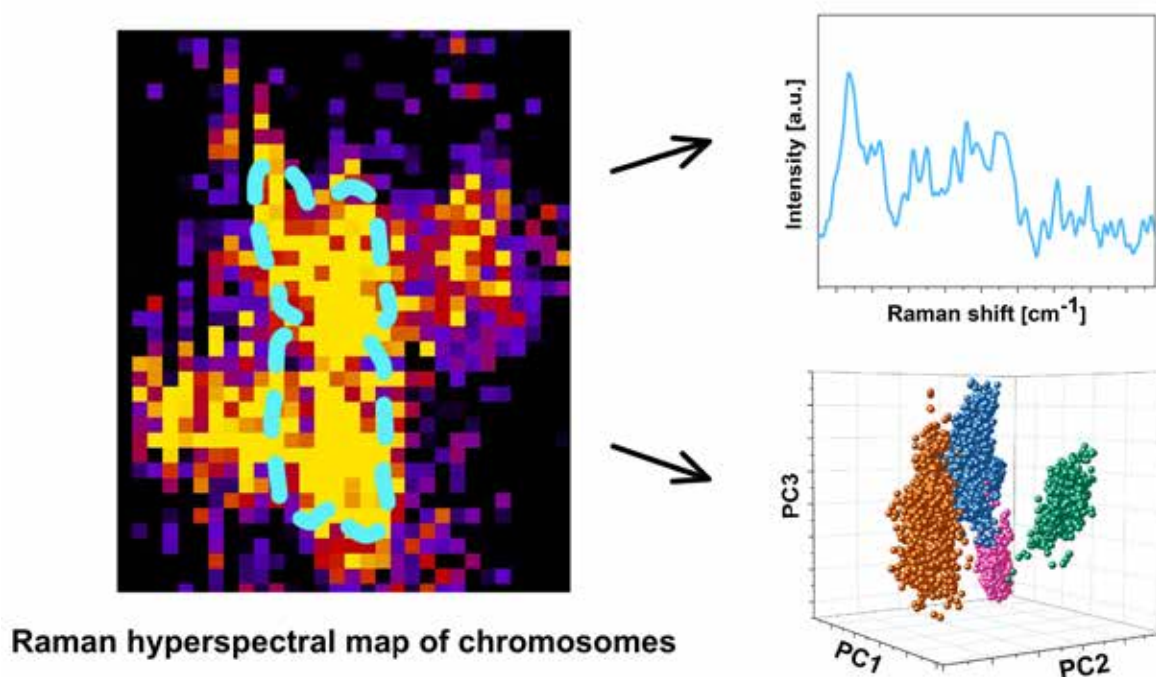 Intensity [a.u.]
Raman shift [cm⁻¹]
Raman hyperspectral map of chromosomes
PC3
PC1
PC2